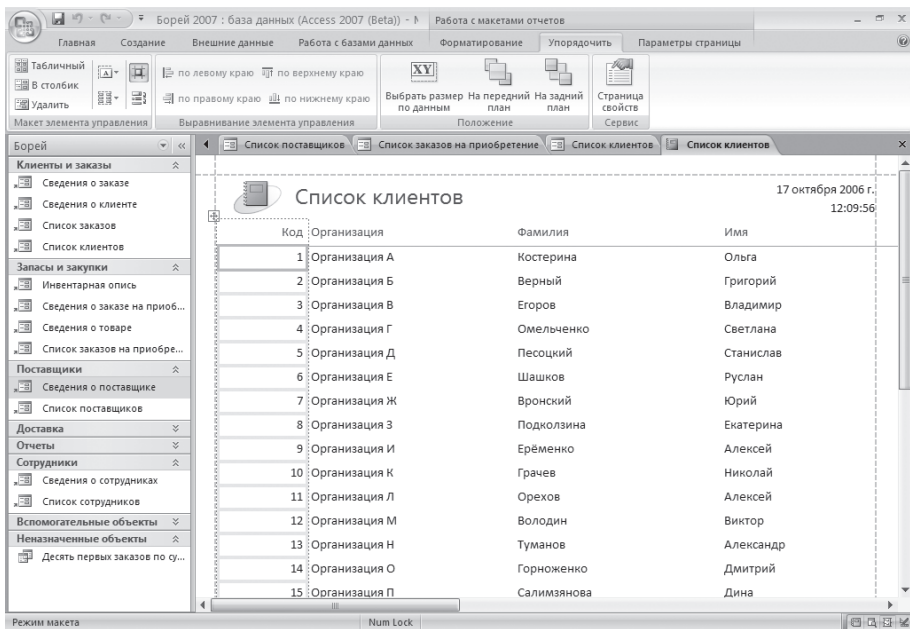 Борей 2007 : база данных (Access 2007 (Beta)) - М
Работа с макетами отчетов
Главная Создание Внешние данные Работа с базами данных Форматирование Упорядочить Параметры страницы
Табличный
В столбик
Удалить
Макет элемента управления
по левому краю по верхнему краю
по правому краю по нижнему краю
Выравнивание элемента управления
Выбрать размер по данным
На передний план
На задний план
Положение
Страница свойств
Сервис
Борей
Клиенты и заказы
Сведения о заказе
Сведения о клиенте
Список заказов
Список клиентов
Запасы и закупки
Инвентарная опись
Сведения о заказе на приоб...
Сведения о товаре
Список заказов на приобре...
Поставщики
Сведения о поставщике
Список поставщиков
Доставка
Отчеты
Сотрудники
Сведения о сотрудниках
Список сотрудников
Вспомогательные объекты
Неназначенные объекты
Десять первых заказов по су...
Список поставщиков Список заказов на приобретение Список клиентов Список клиентов
Список клиентов
17 октября 2006 г.
12:09:56
Код Организация Фамилия Имя
1 Организация А Костерина Ольга
2 Организация Б Верный Григорий
3 Организация В Егоров Владимир
4 Организация Г Омельченко Светлана
5 Организация Д Песоцкий Станислав
6 Организация Е Шашков Руслан
7 Организация Ж Вронский Юрий
8 Организация З Подколзина Екатерина
9 Организация И Ерёменко Алексей
10 Организация К Грачев Николай
11 Организация Л Орехов Алексей
12 Организация М Володин Виктор
13 Организация Н Туманов Александр
14 Организация О Горноженко Дмитрий
15 Организация П Салимзянова Дина
Режим макета
Num Lock